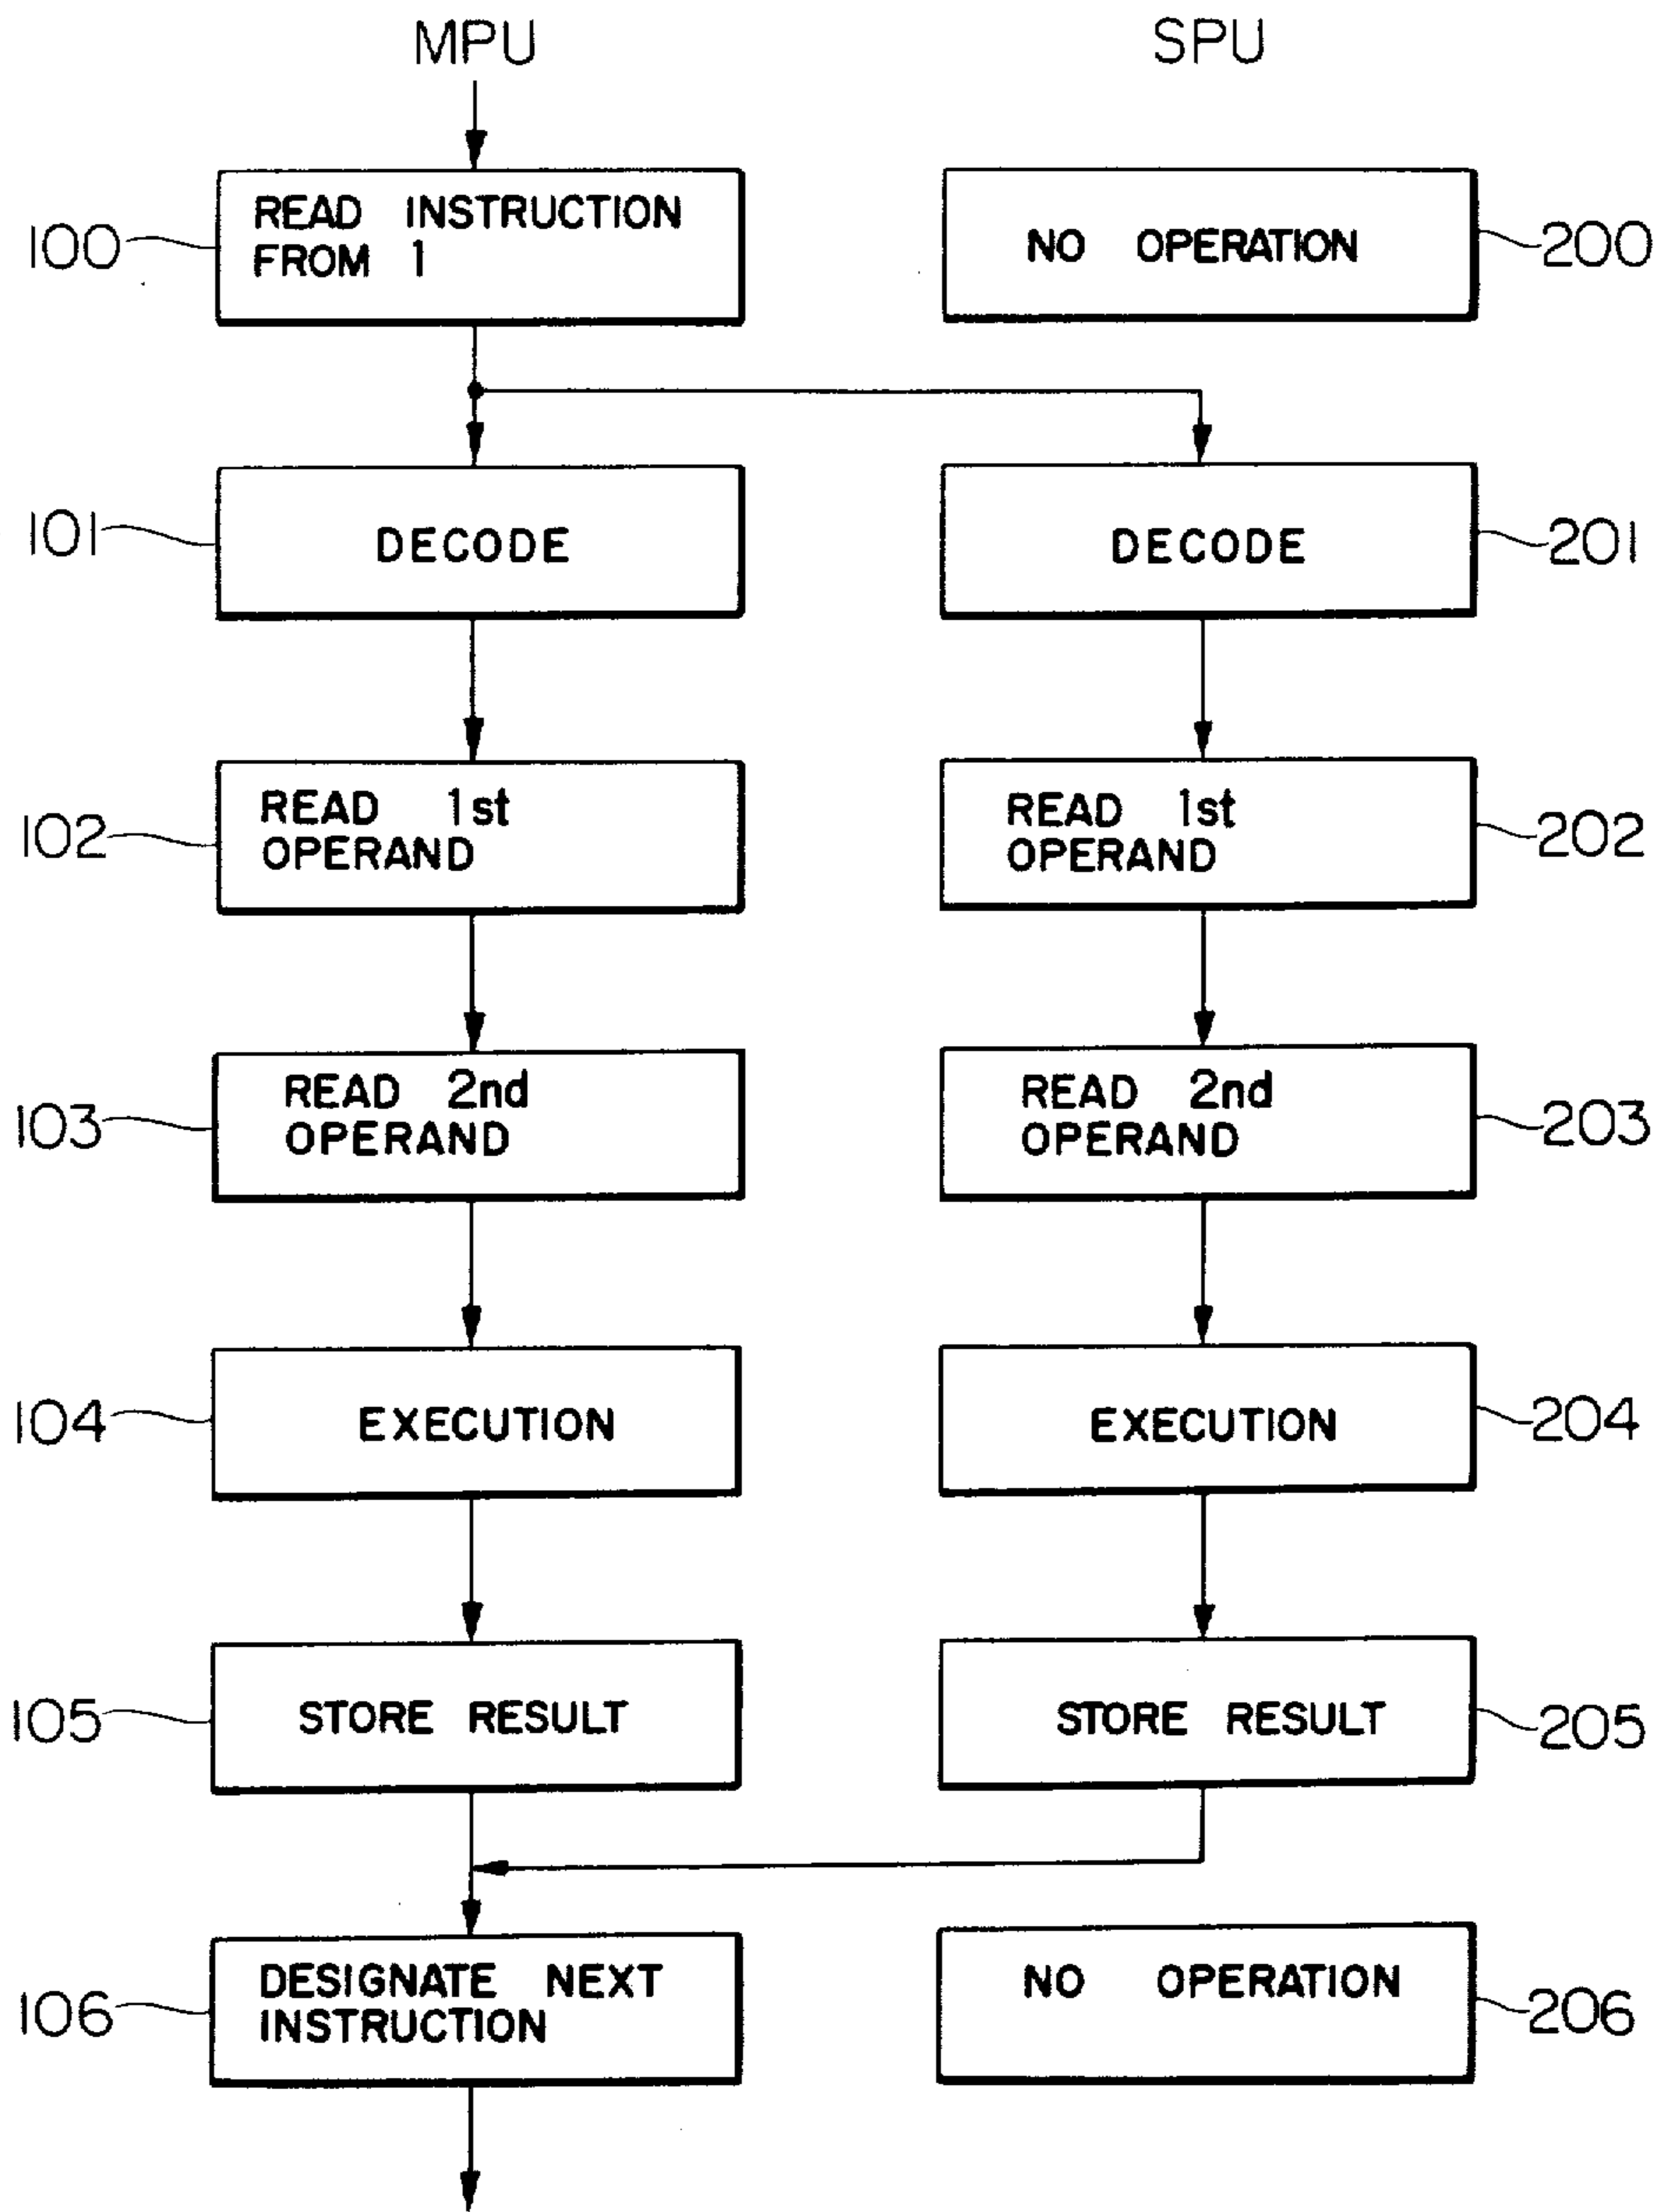 MPU SPU
100 READ INSTRUCTION
FROM 1
NO OPERATION 200
101 DECODE
DECODE 201
102 READ 1st
OPERAND
READ 1st
OPERAND 202
103 READ 2nd
OPERAND
READ 2nd
OPERAND 203
104 EXECUTION
EXECUTION 204
105 STORE RESULT
STORE RESULT 205
106 DESIGNATE NEXT
INSTRUCTION
NO OPERATION 206